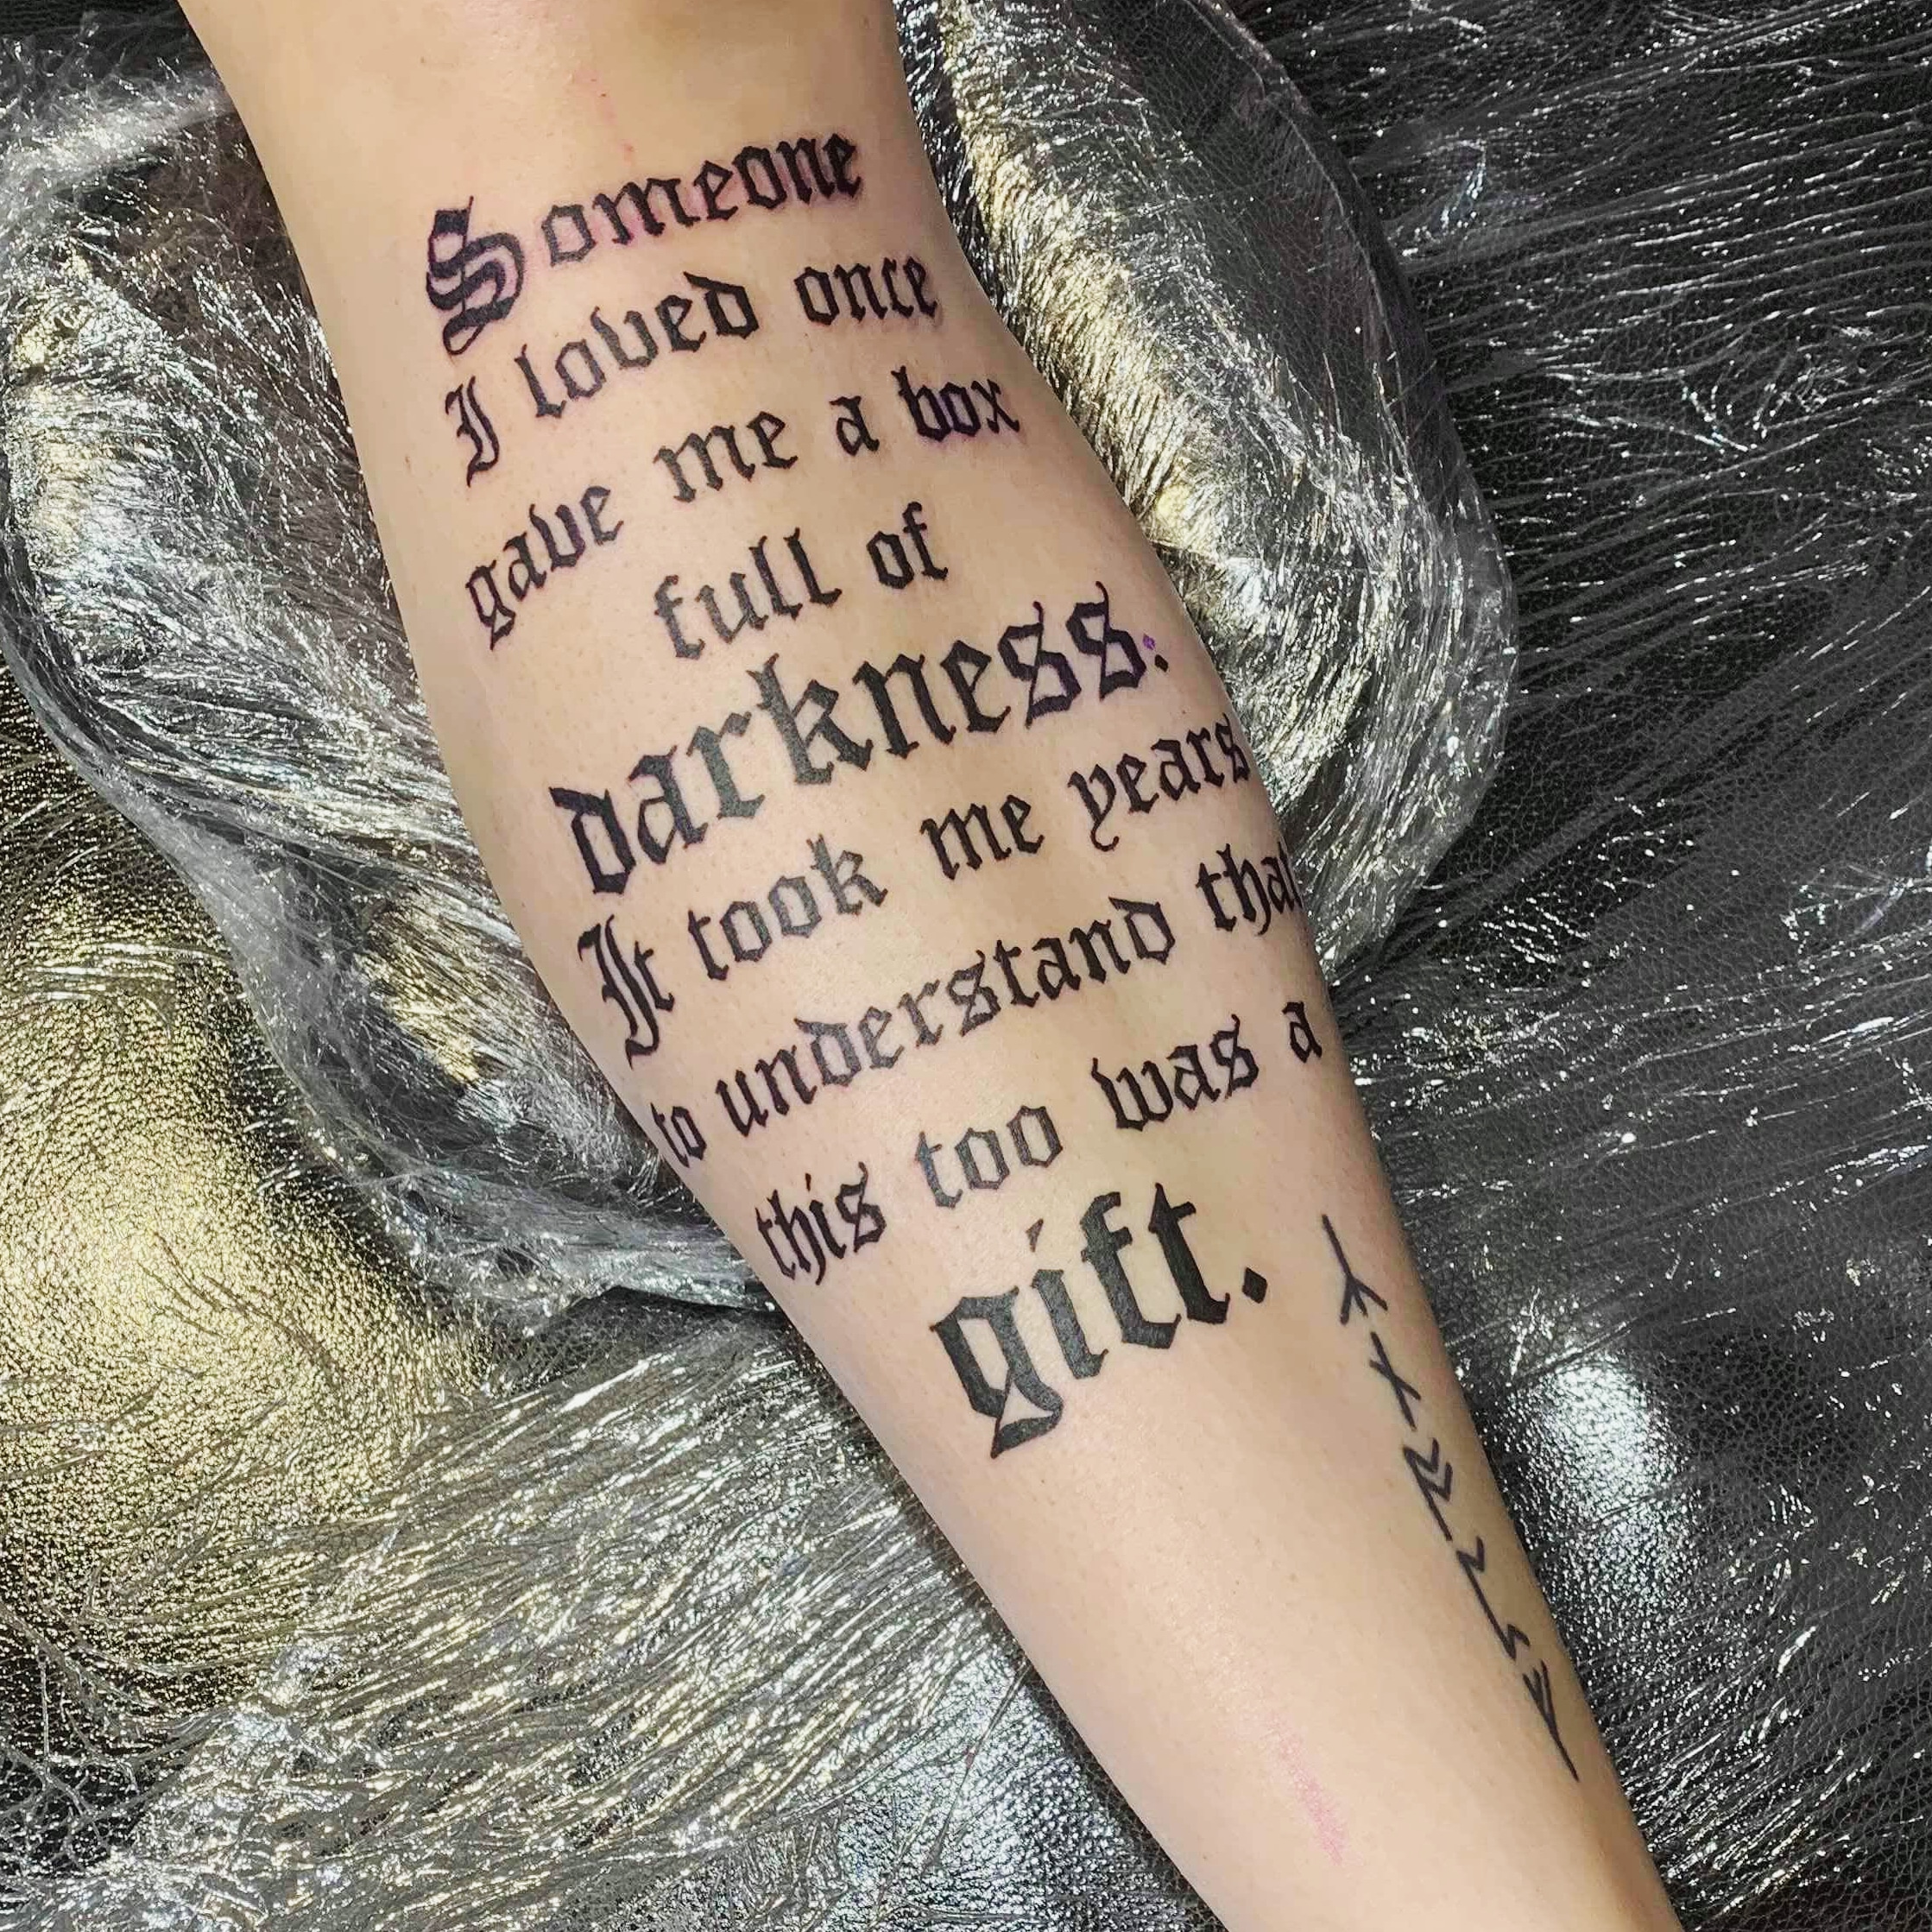 Someone
I loved once
gave me a box
full of
darkness:
It took me years
to understand that
this too was a
gift.